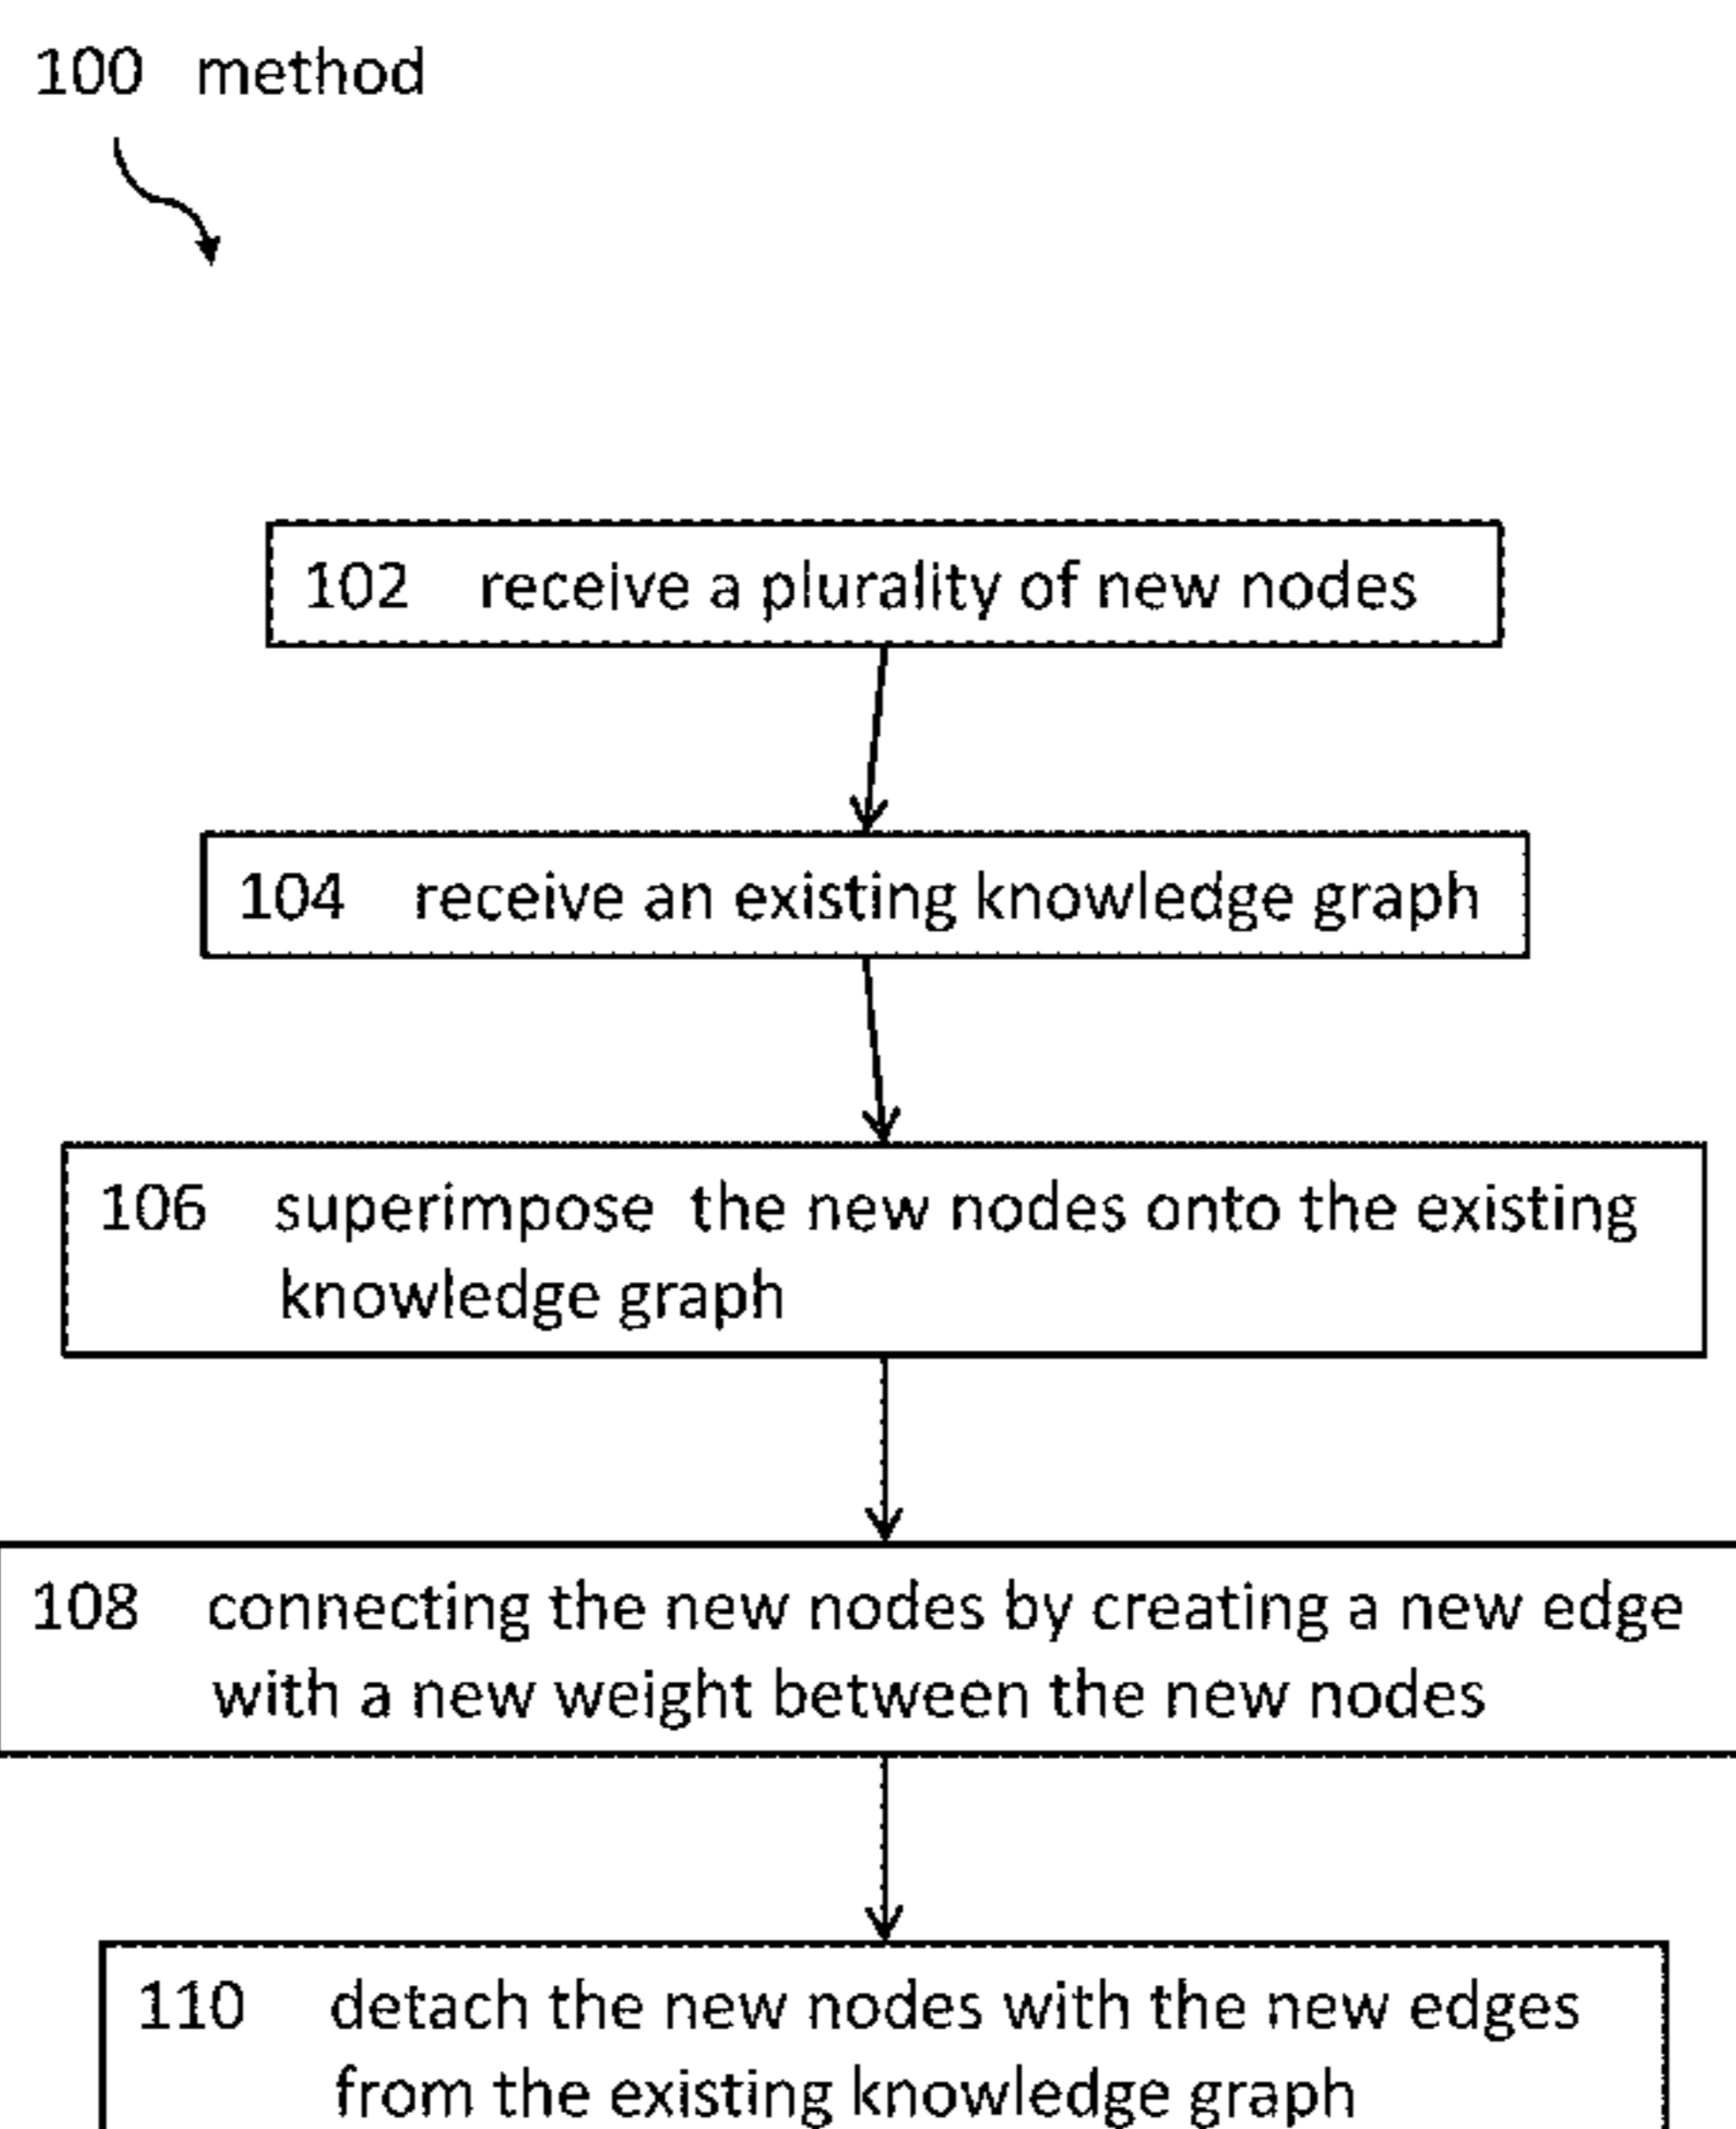 100 method
102 receive a plurality of new nodes
104 receive an existing knowledge graph
106 superimpose the new nodes onto the existing
knowledge graph
108 connecting the new nodes by creating a new edge
with a new weight between the new nodes
110 detach the new nodes with the new edges
from the existing knowledge graph